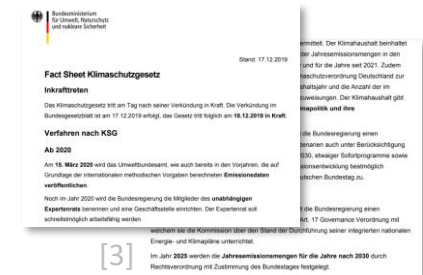 Bundesministerium
für Umwelt, Naturschutz
und nukleare Sicherheit
Stand: 17.12.2019
Fact Sheet Klimaschutzgesetz
Inkrafttreten
Das Klimaschutzgesetz tritt am Tag nach seiner Verkündung in Kraft. Die Verkündung im
Bundesgesetzblatt ist am 17.12.2019 erfolgt, das Gesetz tritt folglich am 18.12.2019 in Kraft.
Verfahren nach KSG
Ab 2020
Am 15. März 2020 wird das Umweltbundesamt, wie auch bereits in den Vorjahren, die auf
Grundlage der internationalen methodischen Vorgaben berechneten Emissionsdaten
veröffentlichen.
Noch im Jahr 2020 wird die Bundesregierung die Mitglieder des unabhängigen
Expertenrats benennen und eine Geschäftsstelle einrichten. Der Expertenrat soll
schnellstmöglich arbeitsfähig werden.
[3]
ermittelt. Der Klimahaushalt beinhaltet
der Jahresemissionsmengen in den
und für die Jahre seit 2021. Zudem
maschutzverordnung Deutschland zur
shaltsjahr und die Anzahl der im
zuweisungen. Der Klimahaushalt gibt
mapolitik und ihre
die Bundesregierung einen
enarien auch unter Berücksichtigung
030, etwaiger Sofortprogramme sowie
issionsentwicklung bestmöglich
utschen Bundestag zu.
t die Bundesregierung einen
Art. 17 Governance Verordnung mit
welchem sie die Kommission über den Stand der Durchführung seiner integrierten nationalen
Energie- und Klimapläne unterrichtet.
Im Jahr 2025 werden die Jahresemissionsmengen für die Jahre nach 2030 durch
Rechtsverordnung mit Zustimmung des Bundestages festgelegt.